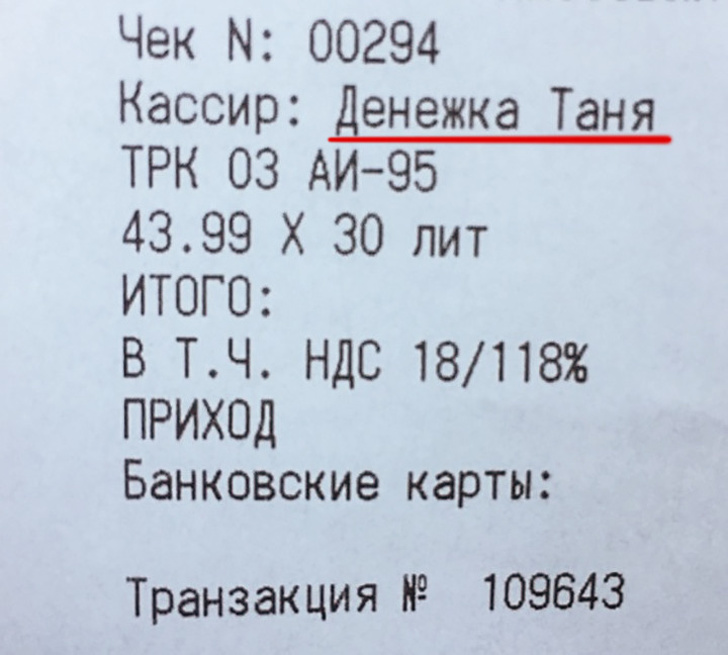 Чек N: 00294
Кассир: Денежка Таня
ТРК 03 АИ-95
43.99 X 30 лит
ИТОГО:
В Т.Ч. НДС 18/118%
ПРИХОД
Банковские карты:
Транзакция № 109643